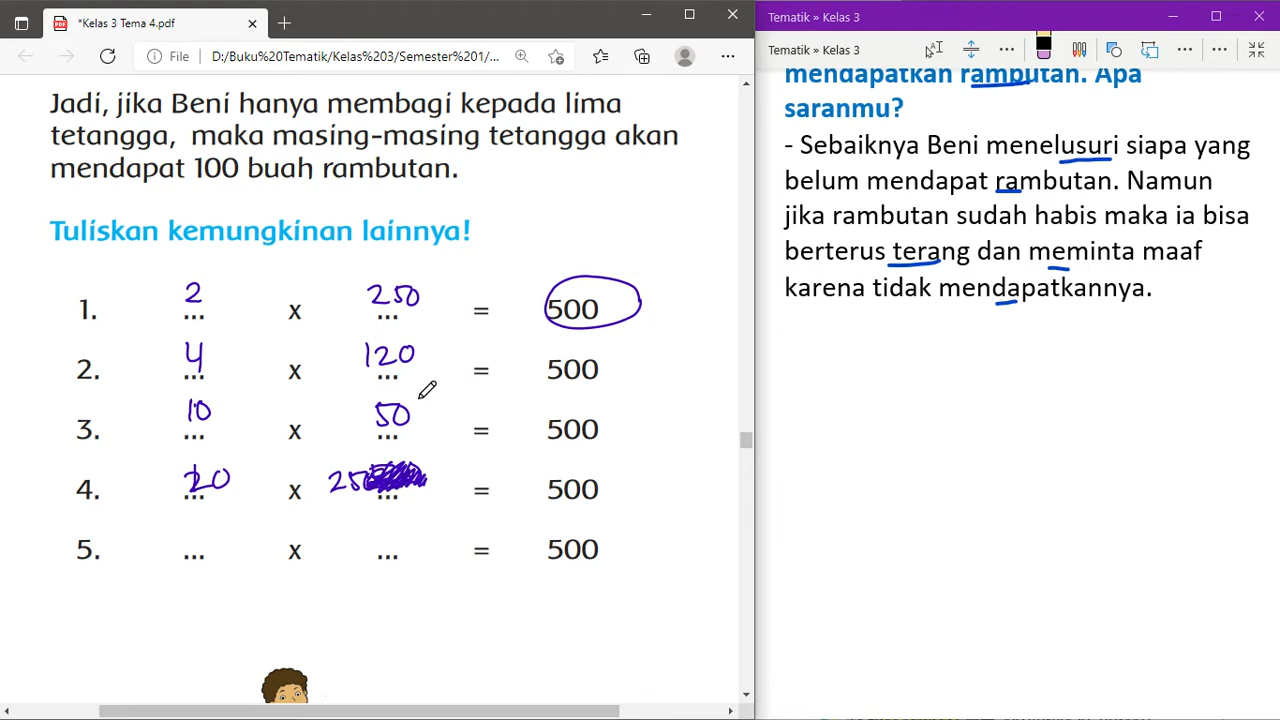 *Kelas 3 Tema 4.pdf
File
D:/Buku%20Tematik/Kelas%203/Semester%201/...
Jadi, jika Beni hanya membagi kepada lima
tetangga, maka masing-masing tetangga akan
mendapat 100 buah rambutan.
Tuliskan kemungkinan lainnya!
1. 2 ... x 250 ... = 500
2. 4 ... x 120 ... = 500
3. 10 ... x 50 ... = 500
4. 20 ... x 25 ... = 500
5. ... x ... = 500
Tematik » Kelas 3
Tematik » Kelas 3
mendapatkan rambutan. Apa
saranmu?
- Sebaiknya Beni menelusuri siapa yang
belum mendapat rambutan. Namun
jika rambutan sudah habis maka ia bisa
berterus terang dan meminta maaf
karena tidak mendapatkannya.